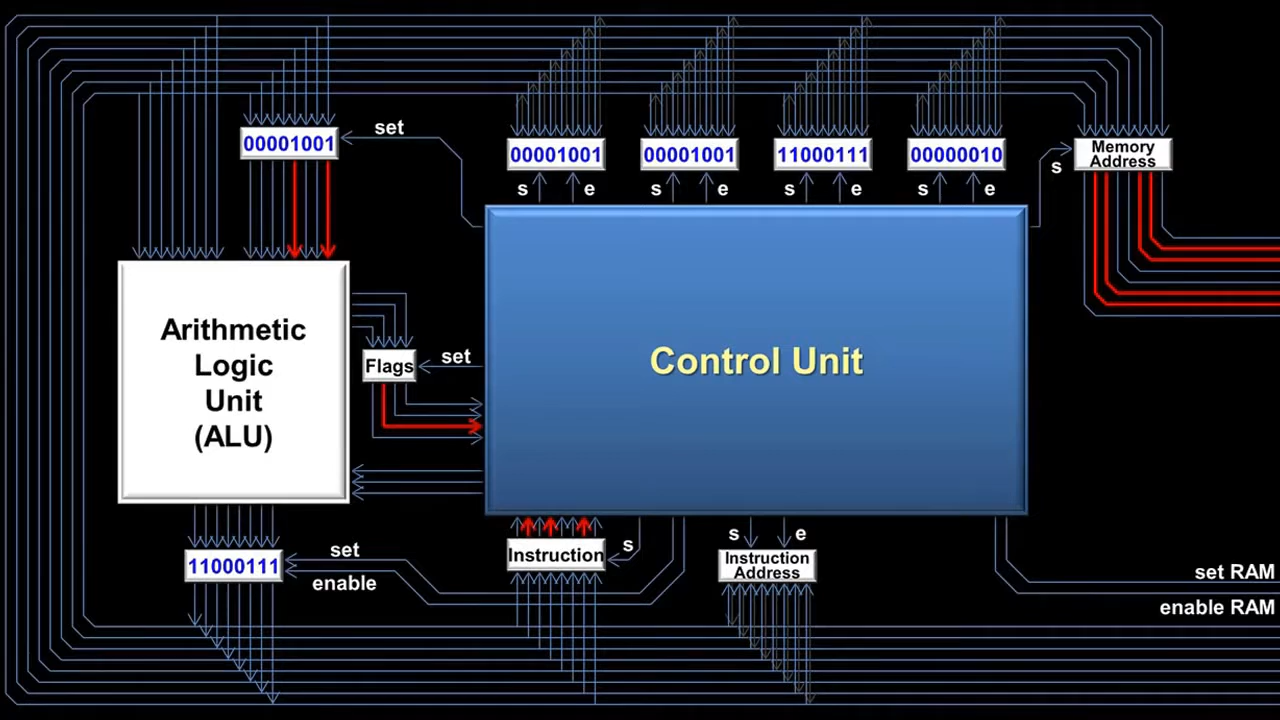 00001001
set
00001001
00001001
11000111
00000010
Memory
Address
s
s
e
s
e
s
e
s
e
Arithmetic
Logic
Unit
(ALU)
Flags
set
Control Unit
11000111
set
enable
Instruction
s
s
e
Instruction
Address
set RAM
enable RAM